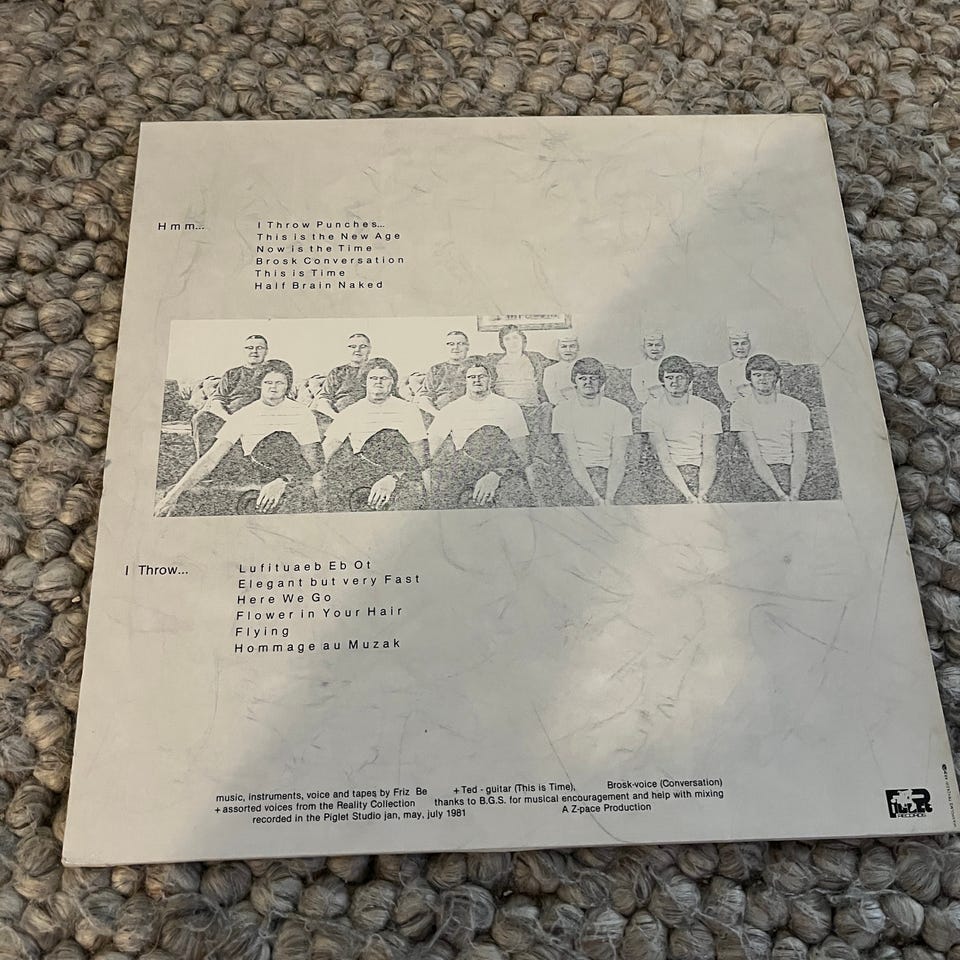 Hmm...
I Throw Punches...
This is the New Age
Now is the Time
Brosk Conversation
This is Time
Half Brain Naked
I Throw...
Lufituaeb Eb Ot
Elegant but very Fast
Here We Go
Flower in Your Hair
Flying
Hommage au Muzak
music, instruments, voice and tapes by Friz Be + Ted - guitar (This is Time), Brosk-voice (Conversation)
+ assorted voices from the Reality Collection thanks to B.G.S. for musical encouragement and help with mixing
recorded in the Piglet Studio jan, may, july 1981 A Z-pace Production
RECORDS